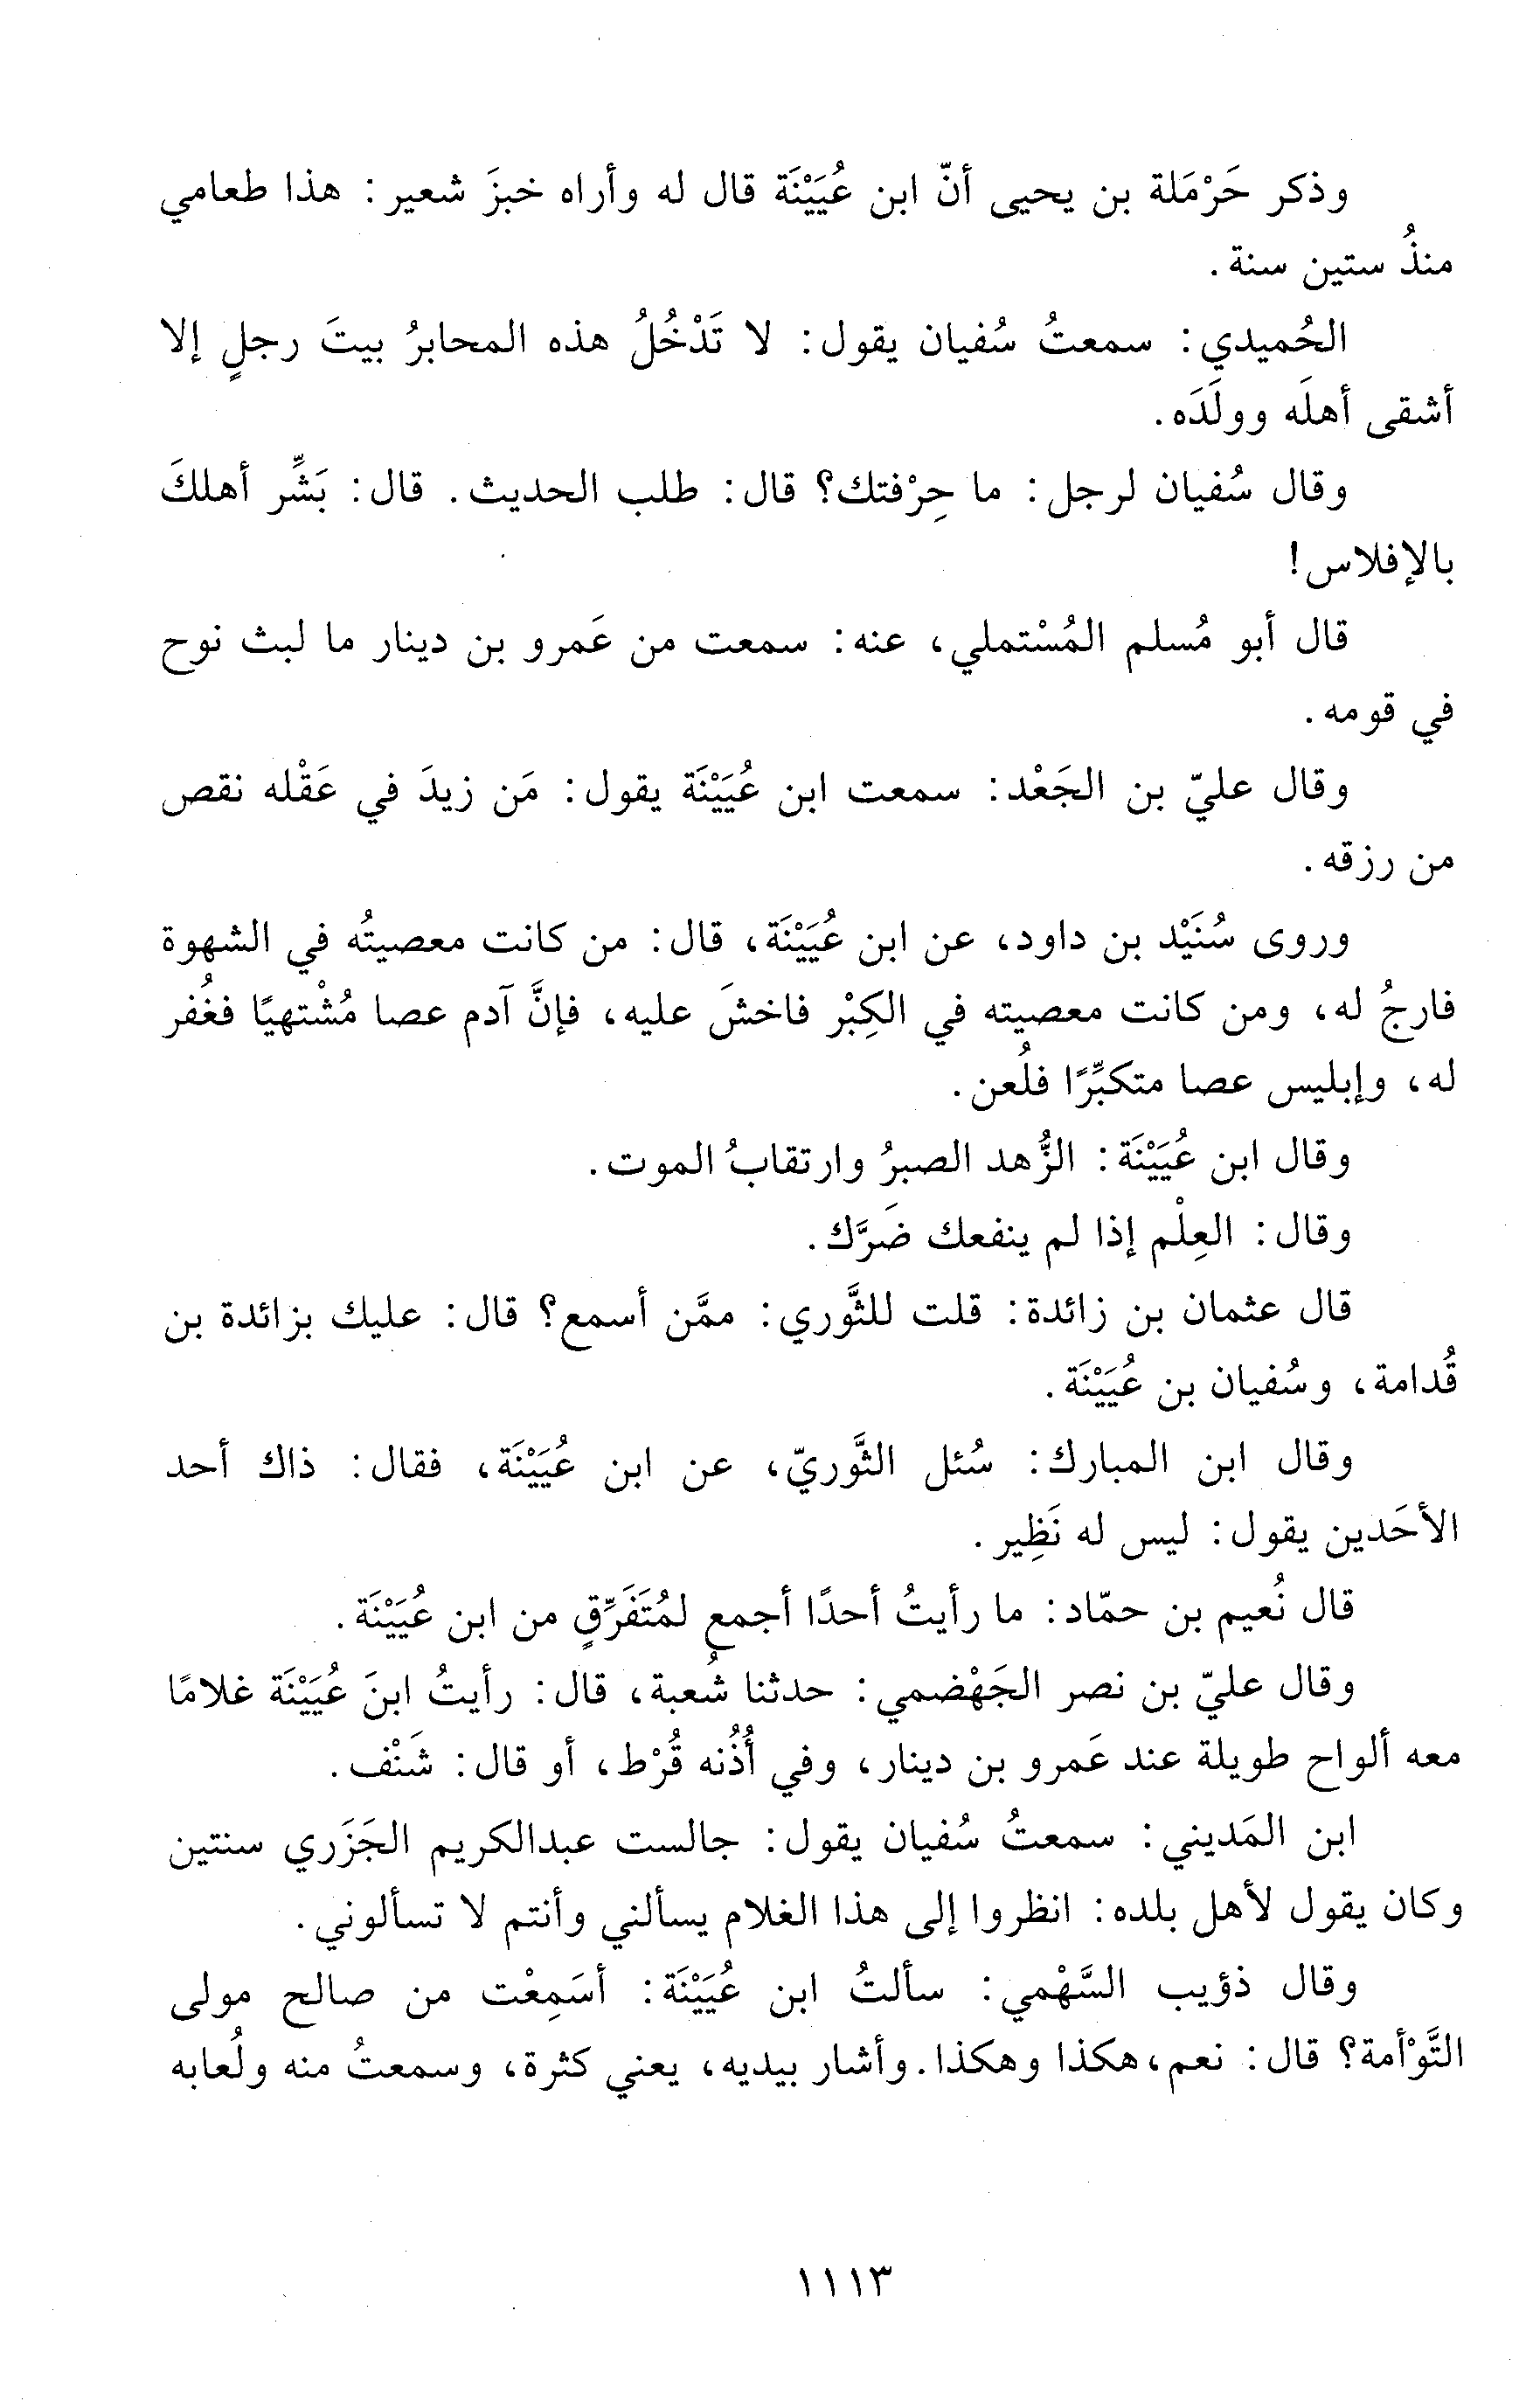 وذكر حَرْمَلة بن يحيى أنّ ابن عُيَيْنَة قال له وأراه خبزَ شعير: هذا طعامي
منذُ ستين سنة.
الحُميدي: سمعتُ سُفيان يقول: لا تَدْخُلُ هذه المحابرُ بيتَ رجلٍ إلا
أشقى أهلَه وولَدَه.
وقال سُفيان لرجل: ما حِرْفتك؟ قال: طلب الحديث. قال: بَشِّر أهلكَ
بالإفلاس!
قال أبو مُسلم المُسْتملي، عنه: سمعت من عَمرو بن دينار ما لبث نوح
في قومه.
وقال عليّ بن الجَعْد: سمعت ابن عُيَيْنَة يقول: مَن زيدَ في عَقْله نقص
من رزقه.
وروى سُنَيْد بن داود، عن ابن عُيَيْنَة، قال: من كانت معصيتُه في الشهوة
فارجُ له، ومن كانت معصيته في الكِبْر فاخشَ عليه، فإنَّ آدم عصا مُشْتهيًا فغُفر
له، وإبليس عصا متكبِّرًا فلُعن.
وقال ابن عُيَيْنَة: الزُّهد الصبرُ وارتقابُ الموت.
وقال: العِلْم إذا لم ينفعك ضَرَّك.
قال عثمان بن زائدة: قلت للثَّوري: ممَّن أسمع؟ قال: عليك بزائدة بن
قُدامة، وسُفيان بن عُيَيْنَة.
وقال ابن المبارك: سُئل الثَّوريّ، عن ابن عُيَيْنَة، فقال: ذاك أحد
الأحَدين يقول: ليس له نَظِير.
قال نُعيم بن حمّاد: ما رأيتُ أحدًا أجمع لمُتَفَرِّقٍ من ابن عُيَيْنَة.
وقال عليّ بن نصر الجَهْضمي: حدثنا شُعبة، قال: رأيتُ ابنَ عُيَيْنَة غلامًا
معه ألواح طويلة عند عَمرو بن دينار، وفي أُذُنه قُرْط، أو قال: شَنْف.
ابن المَديني: سمعتُ سُفيان يقول: جالست عبدالكريم الجَزَري سنتين
وكان يقول لأهل بلده: انظروا إلى هذا الغلام يسألني وأنتم لا تسألوني.
وقال ذؤيب السَّهْمي: سألتُ ابن عُيَيْنَة: أسَمِعْت من صالح مولى
التَّوْأمة؟ قال: نعم، هكذا وهكذا. وأشار بيديه، يعني كثرة، وسمعتُ منه ولُعابه
١١١٣